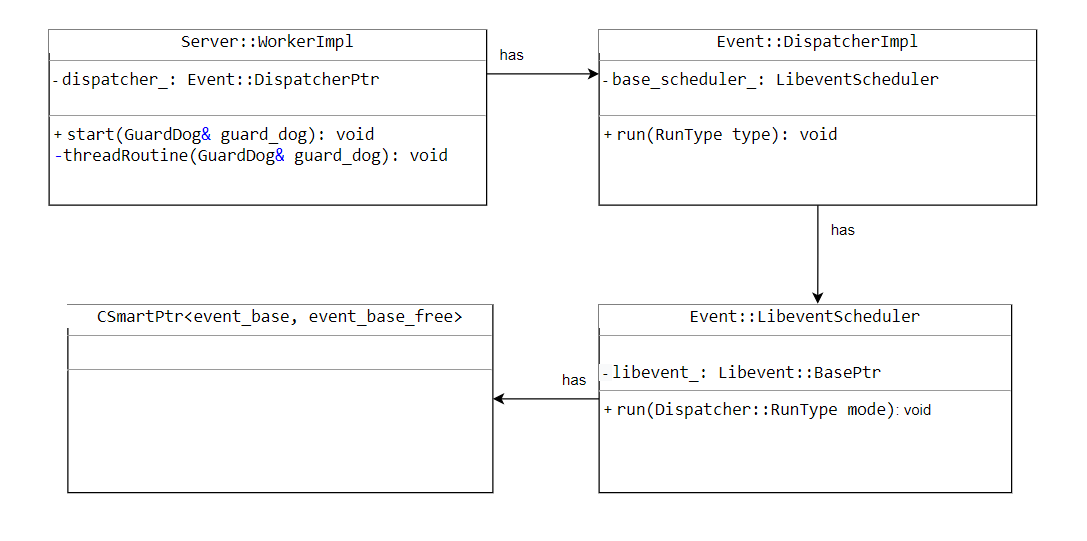 Server::WorkerImpl
- dispatcher_: Event::DispatcherPtr
+ start(GuardDog& guard_dog): void
-threadRoutine(GuardDog& guard_dog): void
has
Event::DispatcherImpl
- base_scheduler_: LibeventScheduler
+ run(RunType type): void
has
CSmartPtr<event_base, event_base_free>
has
Event::LibeventScheduler
- libevent_: Libevent::BasePtr
+ run(Dispatcher::RunType mode): void